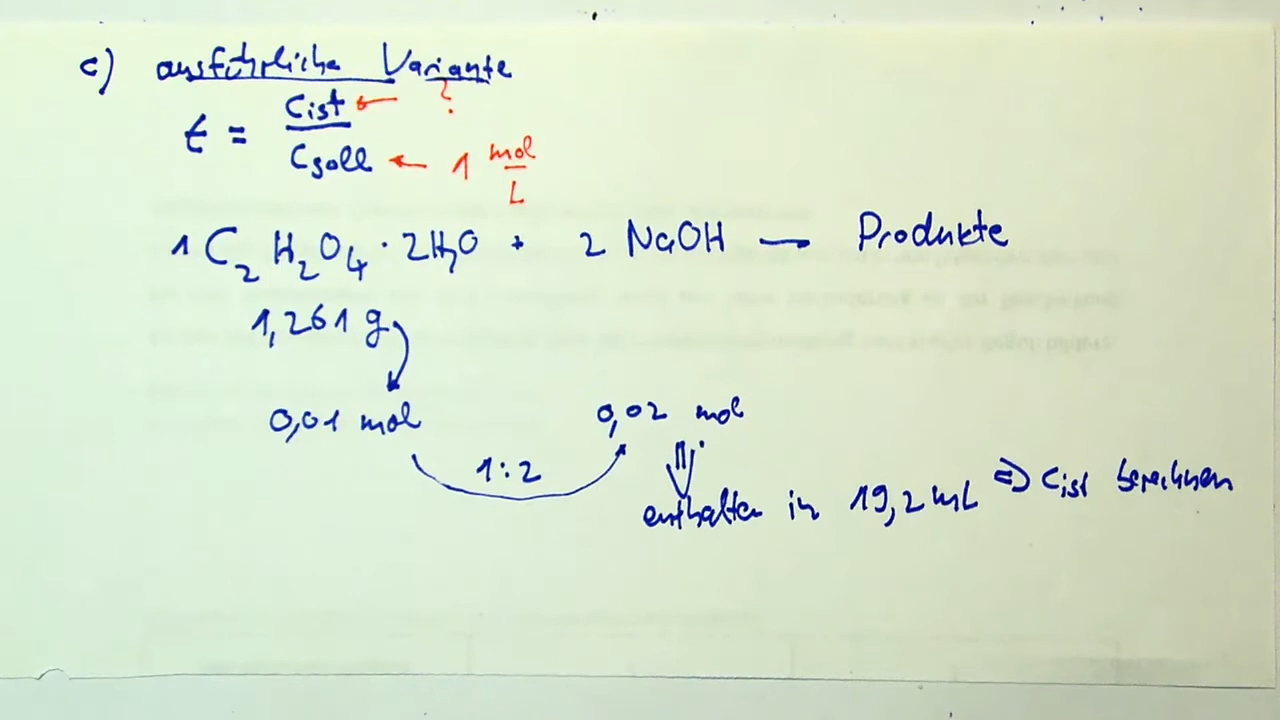 c) ausführliche Variante
t = cist / csoll ← ?
← 1 mol/L
1 C2H2O4 · 2H2O + 2 NaOH → Produkte
1,261 g
0,01 mol 0,02 mol
1:2
enthalten in 19,2 mL ⇒ cist berechnen